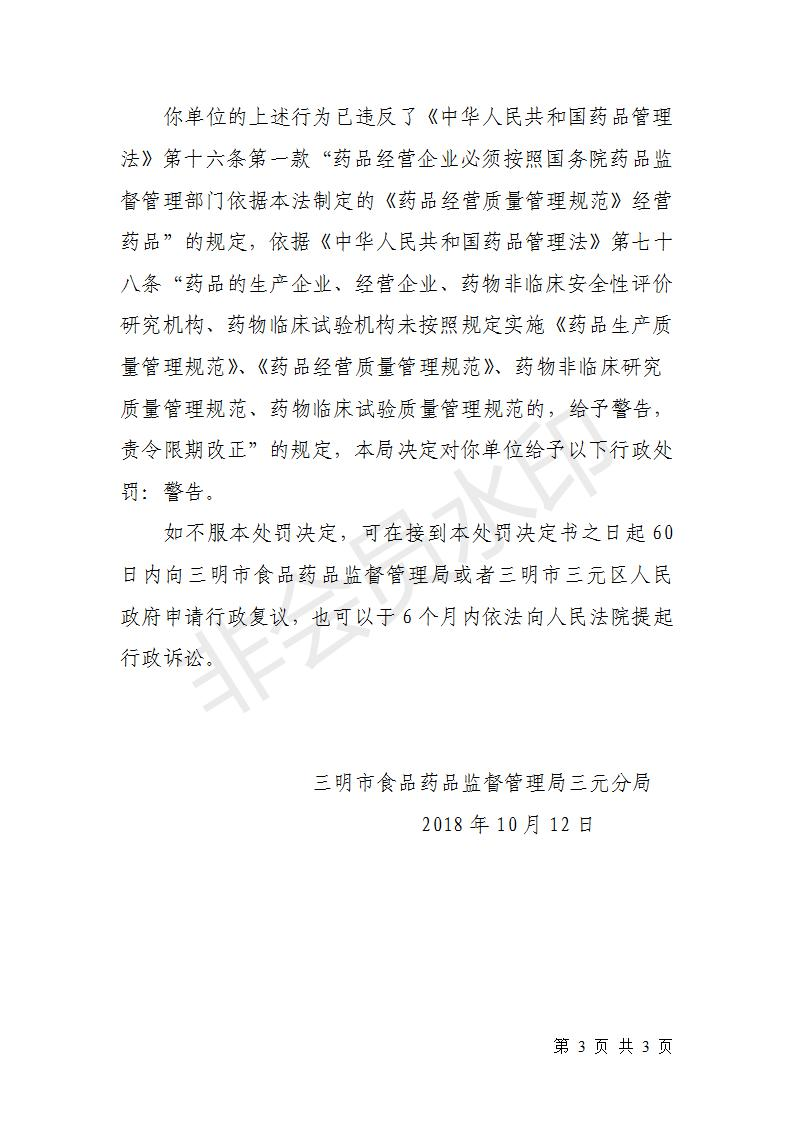 你单位的上述行为已违反了《中华人民共和国药品管理
法》第十六条第一款“药品经营企业必须按照国务院药品监
督管理部门依据本法制定的《药品经营质量管理规范》经营
药品”的规定，依据《中华人民共和国药品管理法》第七十
八条“药品的生产企业、经营企业、药物非临床安全性评价
研究机构、药物临床试验机构未按照规定实施《药品生产质
量管理规范》、《药品经营质量管理规范》、药物非临床研究
质量管理规范、药物临床试验质量管理规范的，给予警告，
责令限期改正”的规定，本局决定对你单位给予以下行政处
罚：警告。
如不服本处罚决定，可在接到本处罚决定书之日起 60
日内向三明市食品药品监督管理局或者三明市三元区人民
政府申请行政复议，也可以于 6 个月内依法向人民法院提起
行政诉讼。
非会员水印
三明市食品药品监督管理局三元分局
2018 年 10 月 12 日
第 3 页 共 3 页